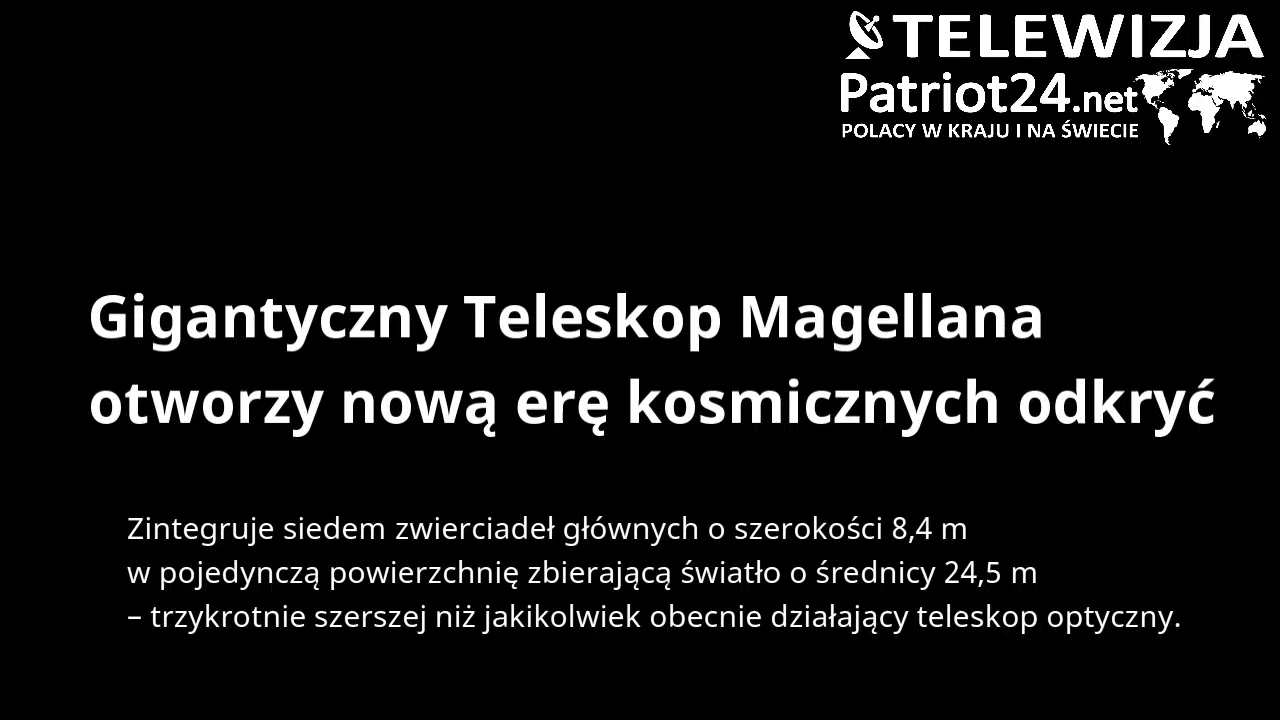 TELEWIZJA
Patriot24.net
POLACY W KRAJU I NA ŚWIECIE
Gigantyczny Teleskop Magellana
otworzy nową erę kosmicznych odkryć
Zintegruje siedem zwierciadeł głównych o szerokości 8,4 m
w pojedynczą powierzchnię zbierającą światło o średnicy 24,5 m
– trzykrotnie szerszej niż jakikolwiek obecnie działający teleskop optyczny.